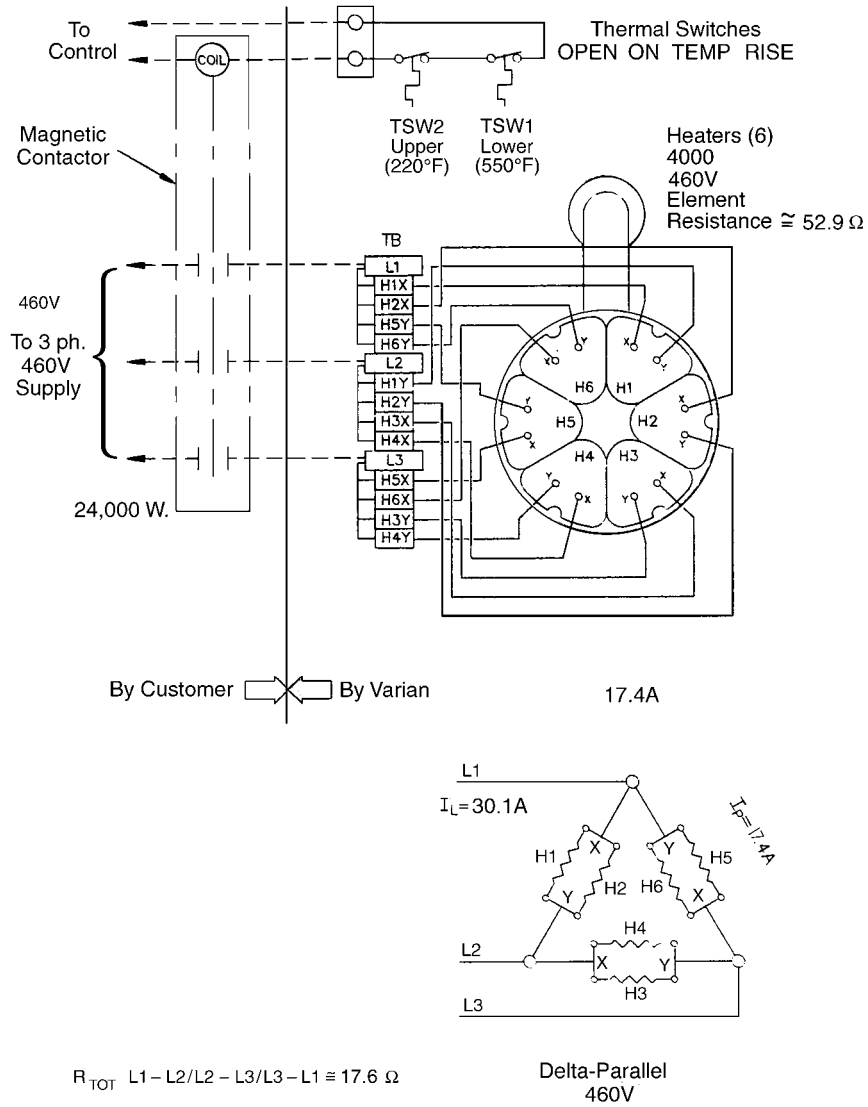 To
Control
COIL
Thermal Switches
OPEN ON TEMP RISE
TSW2
Upper
(220°F)
TSW1
Lower
(550°F)
Magnetic
Contactor
Heaters (6)
4000
460V
Element
Resistance ≅ 52.9 Ω
TB
L1
H1X
H2X
H5Y
H6Y
L2
H1Y
H2Y
H3X
H4X
L3
H5X
H6X
H3Y
H4Y
460V
To 3 ph.
460V
Supply
24,000 W.
X
Y
H6
X
Y
H1
Y
X
H5
X
Y
H2
Y
X
H4
Y
X
H3
By Customer
By Varian
17.4A
L1
I L = 30.1A
I p = 17.4A
H1
X
Y
H2
Y
H5
H6
X
H4
X
Y
H3
L2
L3
R TOT L1 – L2/L2 – L3/L3 – L1 ≅ 17.6 Ω
Delta-Parallel
460V